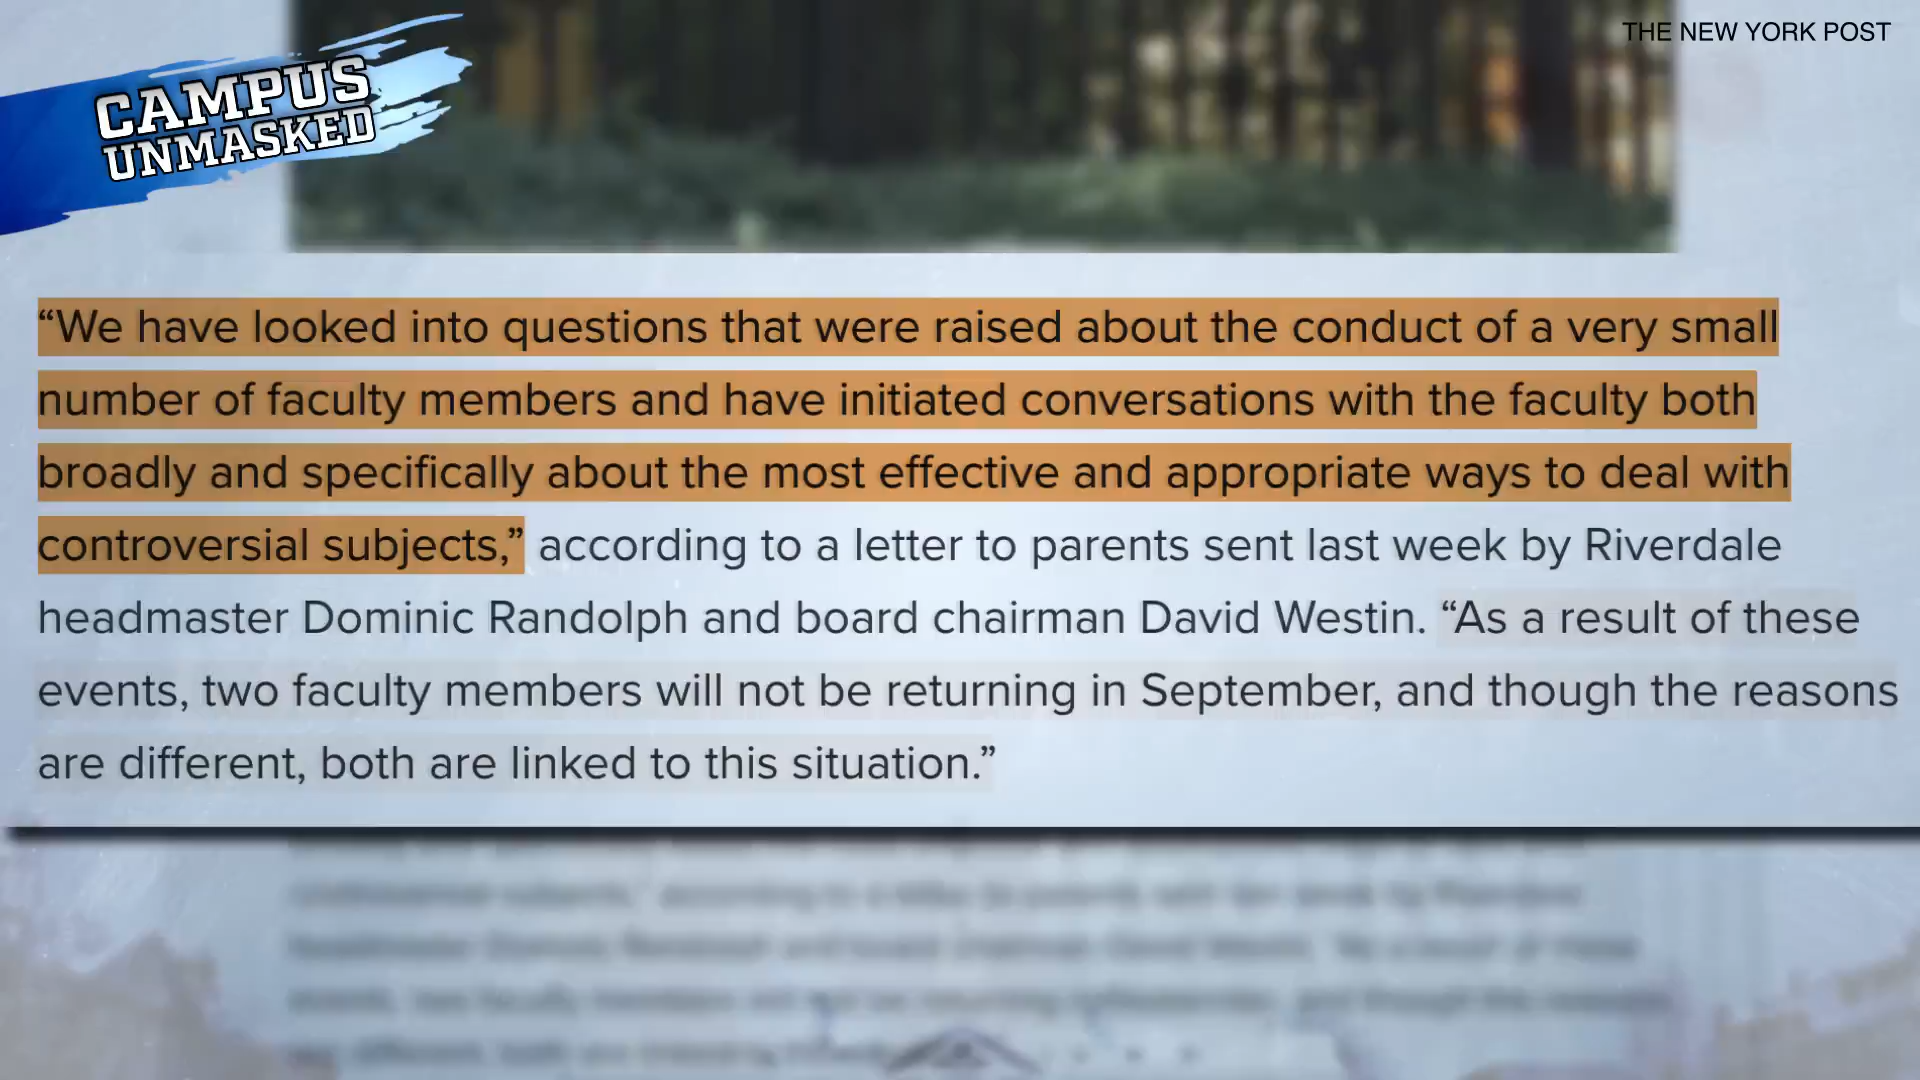 THE NEW YORK POST
CAMPUS
UNMASKED
“We have looked into questions that were raised about the conduct of a very small
number of faculty members and have initiated conversations with the faculty both
broadly and specifically about the most effective and appropriate ways to deal with
controversial subjects,” according to a letter to parents sent last week by Riverdale
headmaster Dominic Randolph and board chairman David Westin. “As a result of these
events, two faculty members will not be returning in September, and though the reasons
are different, both are linked to this situation.”